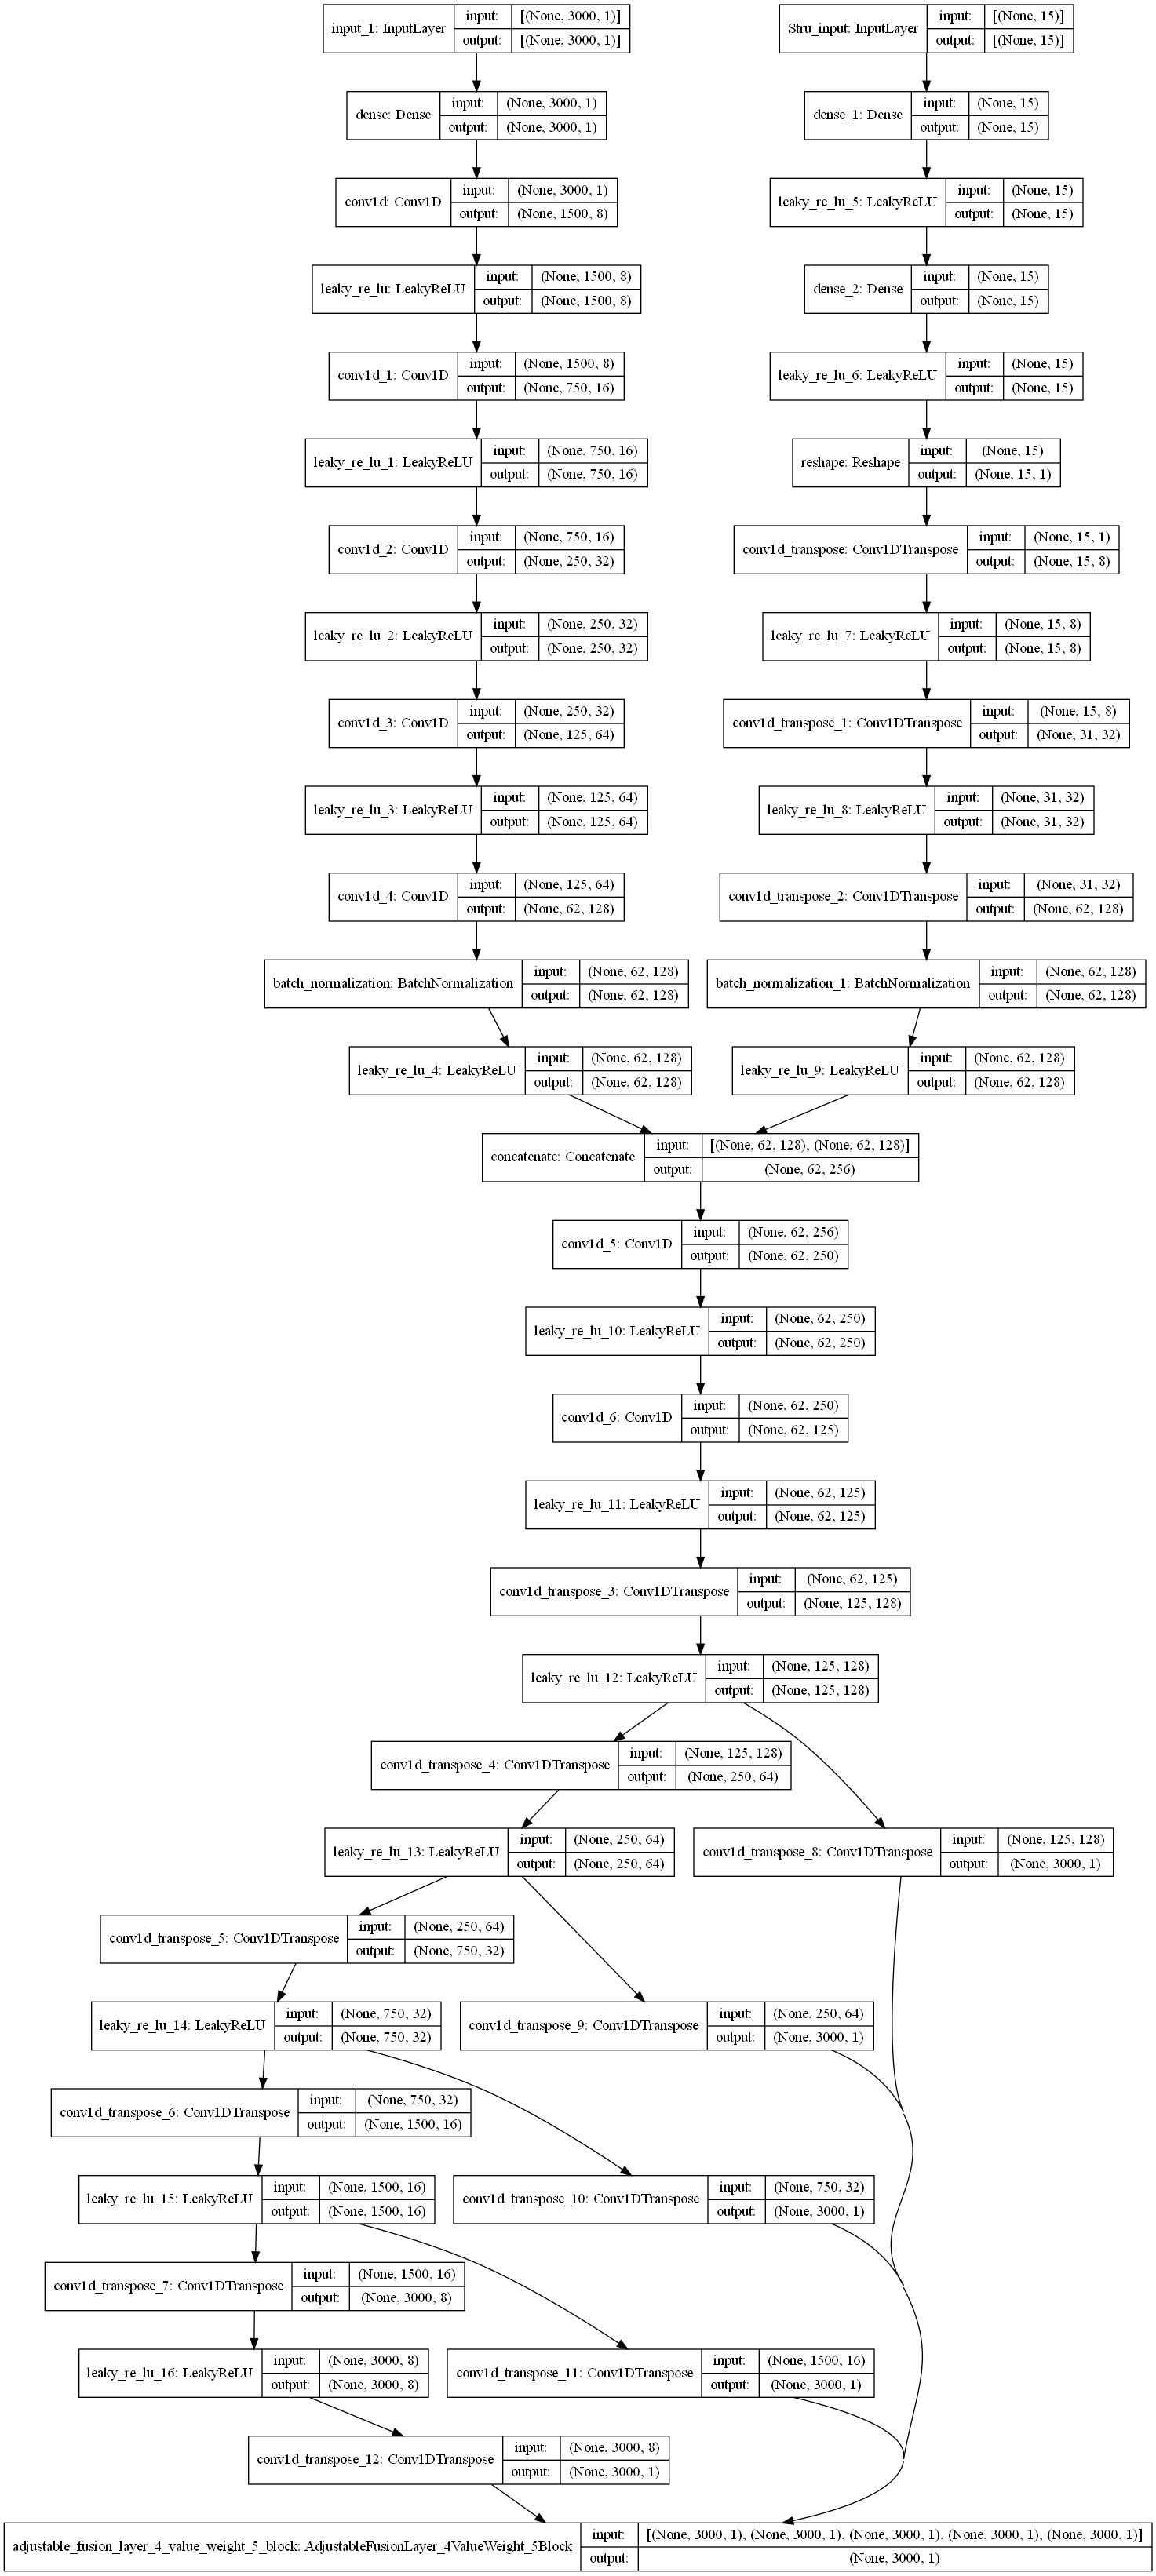 input_1: InputLayer
input:
[(None, 3000, 1)]
output:
[(None, 3000, 1)]
Stru_input: InputLayer
input:
[(None, 15)]
output:
[(None, 15)]
dense: Dense
input:
(None, 3000, 1)
output:
(None, 3000, 1)
dense_1: Dense
input:
(None, 15)
output:
(None, 15)
conv1d: Conv1D
input:
(None, 3000, 1)
output:
(None, 1500, 8)
leaky_re_lu_5: LeakyReLU
input:
(None, 15)
output:
(None, 15)
leaky_re_lu: LeakyReLU
input:
(None, 1500, 8)
output:
(None, 1500, 8)
dense_2: Dense
input:
(None, 15)
output:
(None, 15)
conv1d_1: Conv1D
input:
(None, 1500, 8)
output:
(None, 750, 16)
leaky_re_lu_6: LeakyReLU
input:
(None, 15)
output:
(None, 15)
leaky_re_lu_1: LeakyReLU
input:
(None, 750, 16)
output:
(None, 750, 16)
reshape: Reshape
input:
(None, 15)
output:
(None, 15, 1)
conv1d_2: Conv1D
input:
(None, 750, 16)
output:
(None, 250, 32)
conv1d_transpose: Conv1DTranspose
input:
(None, 15, 1)
output:
(None, 15, 8)
leaky_re_lu_2: LeakyReLU
input:
(None, 250, 32)
output:
(None, 250, 32)
leaky_re_lu_7: LeakyReLU
input:
(None, 15, 8)
output:
(None, 15, 8)
conv1d_3: Conv1D
input:
(None, 250, 32)
output:
(None, 125, 64)
conv1d_transpose_1: Conv1DTranspose
input:
(None, 15, 8)
output:
(None, 31, 32)
leaky_re_lu_3: LeakyReLU
input:
(None, 125, 64)
output:
(None, 125, 64)
leaky_re_lu_8: LeakyReLU
input:
(None, 31, 32)
output:
(None, 31, 32)
conv1d_4: Conv1D
input:
(None, 125, 64)
output:
(None, 62, 128)
conv1d_transpose_2: Conv1DTranspose
input:
(None, 31, 32)
output:
(None, 62, 128)
batch_normalization: BatchNormalization
input:
(None, 62, 128)
output:
(None, 62, 128)
batch_normalization_1: BatchNormalization
input:
(None, 62, 128)
output:
(None, 62, 128)
leaky_re_lu_4: LeakyReLU
input:
(None, 62, 128)
output:
(None, 62, 128)
leaky_re_lu_9: LeakyReLU
input:
(None, 62, 128)
output:
(None, 62, 128)
concatenate: Concatenate
input:
[(None, 62, 128), (None, 62, 128)]
output:
(None, 62, 256)
conv1d_5: Conv1D
input:
(None, 62, 256)
output:
(None, 62, 250)
leaky_re_lu_10: LeakyReLU
input:
(None, 62, 250)
output:
(None, 62, 250)
conv1d_6: Conv1D
input:
(None, 62, 250)
output:
(None, 62, 125)
leaky_re_lu_11: LeakyReLU
input:
(None, 62, 125)
output:
(None, 62, 125)
conv1d_transpose_3: Conv1DTranspose
input:
(None, 62, 125)
output:
(None, 125, 128)
leaky_re_lu_12: LeakyReLU
input:
(None, 125, 128)
output:
(None, 125, 128)
conv1d_transpose_4: Conv1DTranspose
input:
(None, 125, 128)
output:
(None, 250, 64)
leaky_re_lu_13: LeakyReLU
input:
(None, 250, 64)
output:
(None, 250, 64)
conv1d_transpose_8: Conv1DTranspose
input:
(None, 125, 128)
output:
(None, 3000, 1)
conv1d_transpose_5: Conv1DTranspose
input:
(None, 250, 64)
output:
(None, 750, 32)
leaky_re_lu_14: LeakyReLU
input:
(None, 750, 32)
output:
(None, 750, 32)
conv1d_transpose_9: Conv1DTranspose
input:
(None, 250, 64)
output:
(None, 3000, 1)
conv1d_transpose_6: Conv1DTranspose
input:
(None, 750, 32)
output:
(None, 1500, 16)
leaky_re_lu_15: LeakyReLU
input:
(None, 1500, 16)
output:
(None, 1500, 16)
conv1d_transpose_10: Conv1DTranspose
input:
(None, 750, 32)
output:
(None, 3000, 1)
conv1d_transpose_7: Conv1DTranspose
input:
(None, 1500, 16)
output:
(None, 3000, 8)
leaky_re_lu_16: LeakyReLU
input:
(None, 3000, 8)
output:
(None, 3000, 8)
conv1d_transpose_11: Conv1DTranspose
input:
(None, 1500, 16)
output:
(None, 3000, 1)
conv1d_transpose_12: Conv1DTranspose
input:
(None, 3000, 8)
output:
(None, 3000, 1)
adjustable_fusion_layer_4_value_weight_5_block: AdjustableFusionLayer_4ValueWeight_5Block
input:
[(None, 3000, 1), (None, 3000, 1), (None, 3000, 1), (None, 3000, 1), (None, 3000, 1)]
output:
(None, 3000, 1)